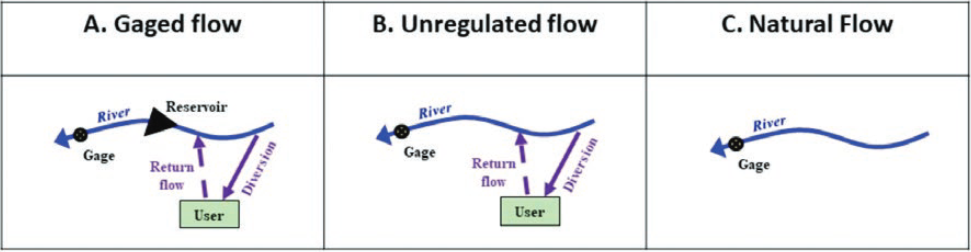 A. Gaged flow
B. Unregulated flow
C. Natural Flow
River
Reservoir
Gage
Return
flow
Diversion
User
River
Gage
Return
flow
Diversion
User
River
Gage